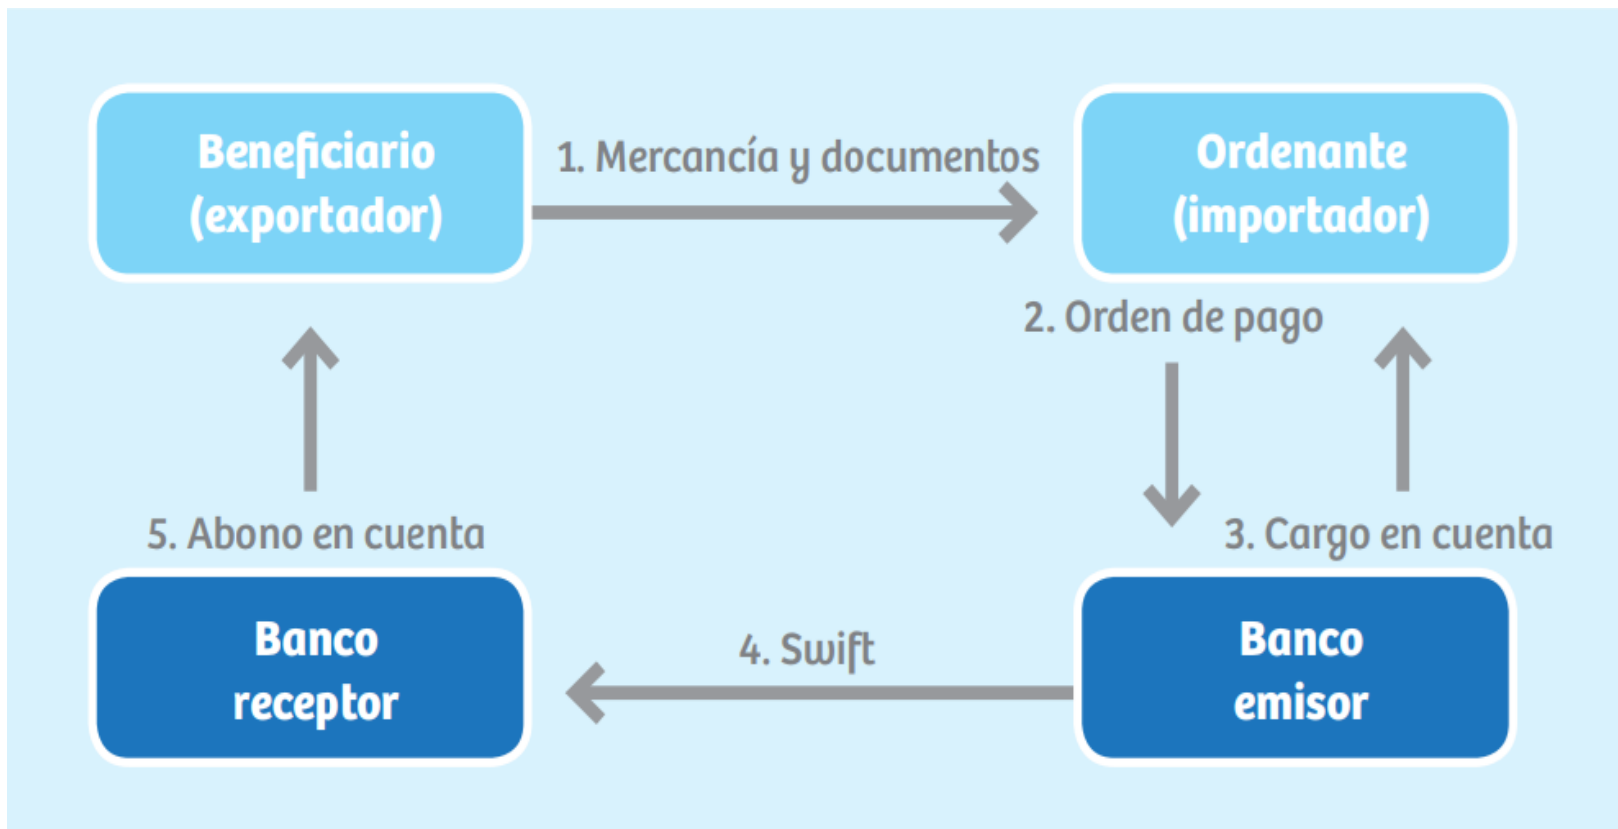 Beneficiario
(exportador)
1. Mercancía y documentos
Ordenante
(importador)
2. Orden de pago
5. Abono en cuenta
3. Cargo en cuenta
Banco
receptor
4. Swift
Banco
emisor